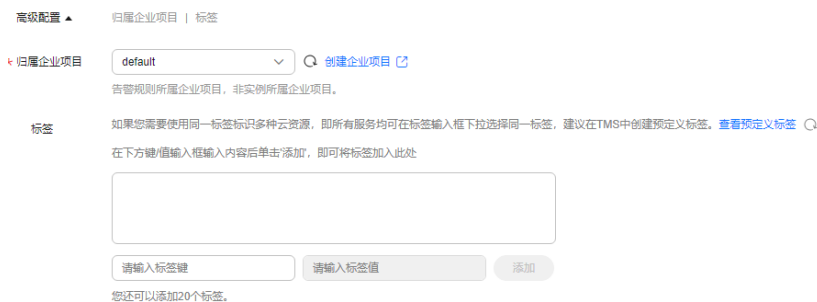 高级配置 ▲ 归属企业项目 | 标签
* 归属企业项目 default 创建企业项目
告警规则所属企业项目，非实例所属企业项目。
标签 如果您需要使用同一标签标识多种云资源，即所有服务均可在标签输入框下拉选择同一标签，建议在TMS中创建预定义标签。查看预定义标签
在下方键/值输入框输入内容后单击'添加'，即可将标签加入此处
请输入标签键 请输入标签值 添加
您还可以添加20个标签。